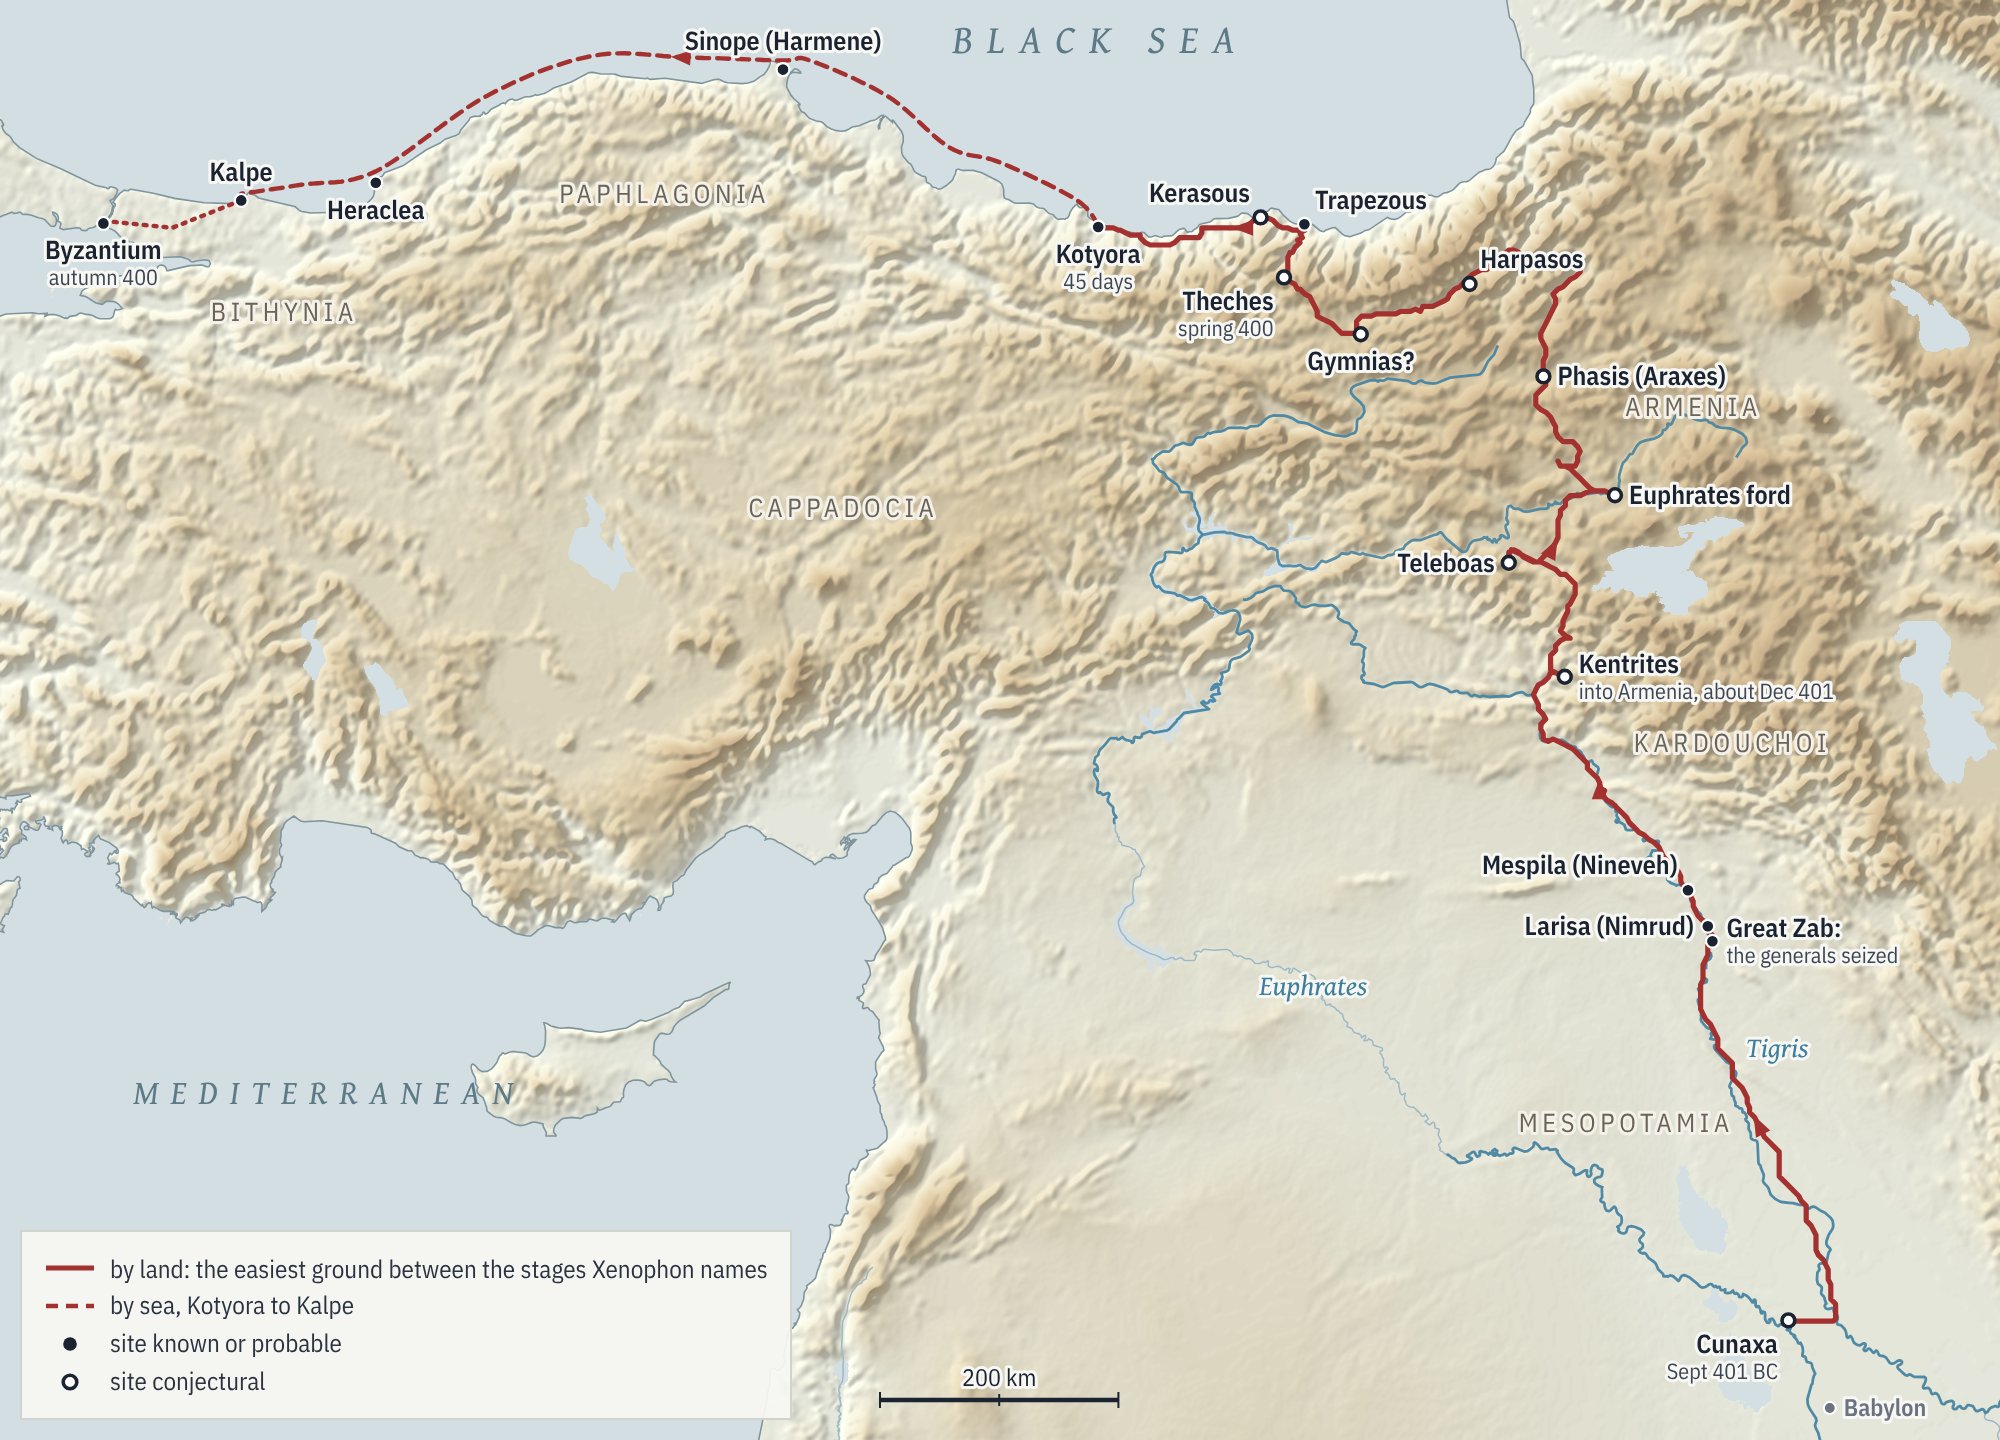 BLACK SEA
Sinope (Harmene)
Kalpe
Heraclea
PAPHLAGONIA
Kerasous
Trapezous
Byzantium
autumn 400
Kotyora
45 days
Harpasos
BITHYNIA
Theches
spring 400
Gymnias?
Phasis (Araxes)
ARMENIA
CAPPADOCIA
Euphrates ford
Teleboas
Kentrites
into Armenia, about Dec 401
KARDOUCHOI
Mespila (Nineveh)
Larisa (Nimrud)
Great Zab:
the generals seized
Euphrates
Tigris
MEDITERRANEAN
MESOPOTAMIA
by land: the easiest ground between the stages Xenophon names
by sea, Kotyora to Kalpe
site known or probable
site conjectural
200 km
Cunaxa
Sept 401 BC
Babylon